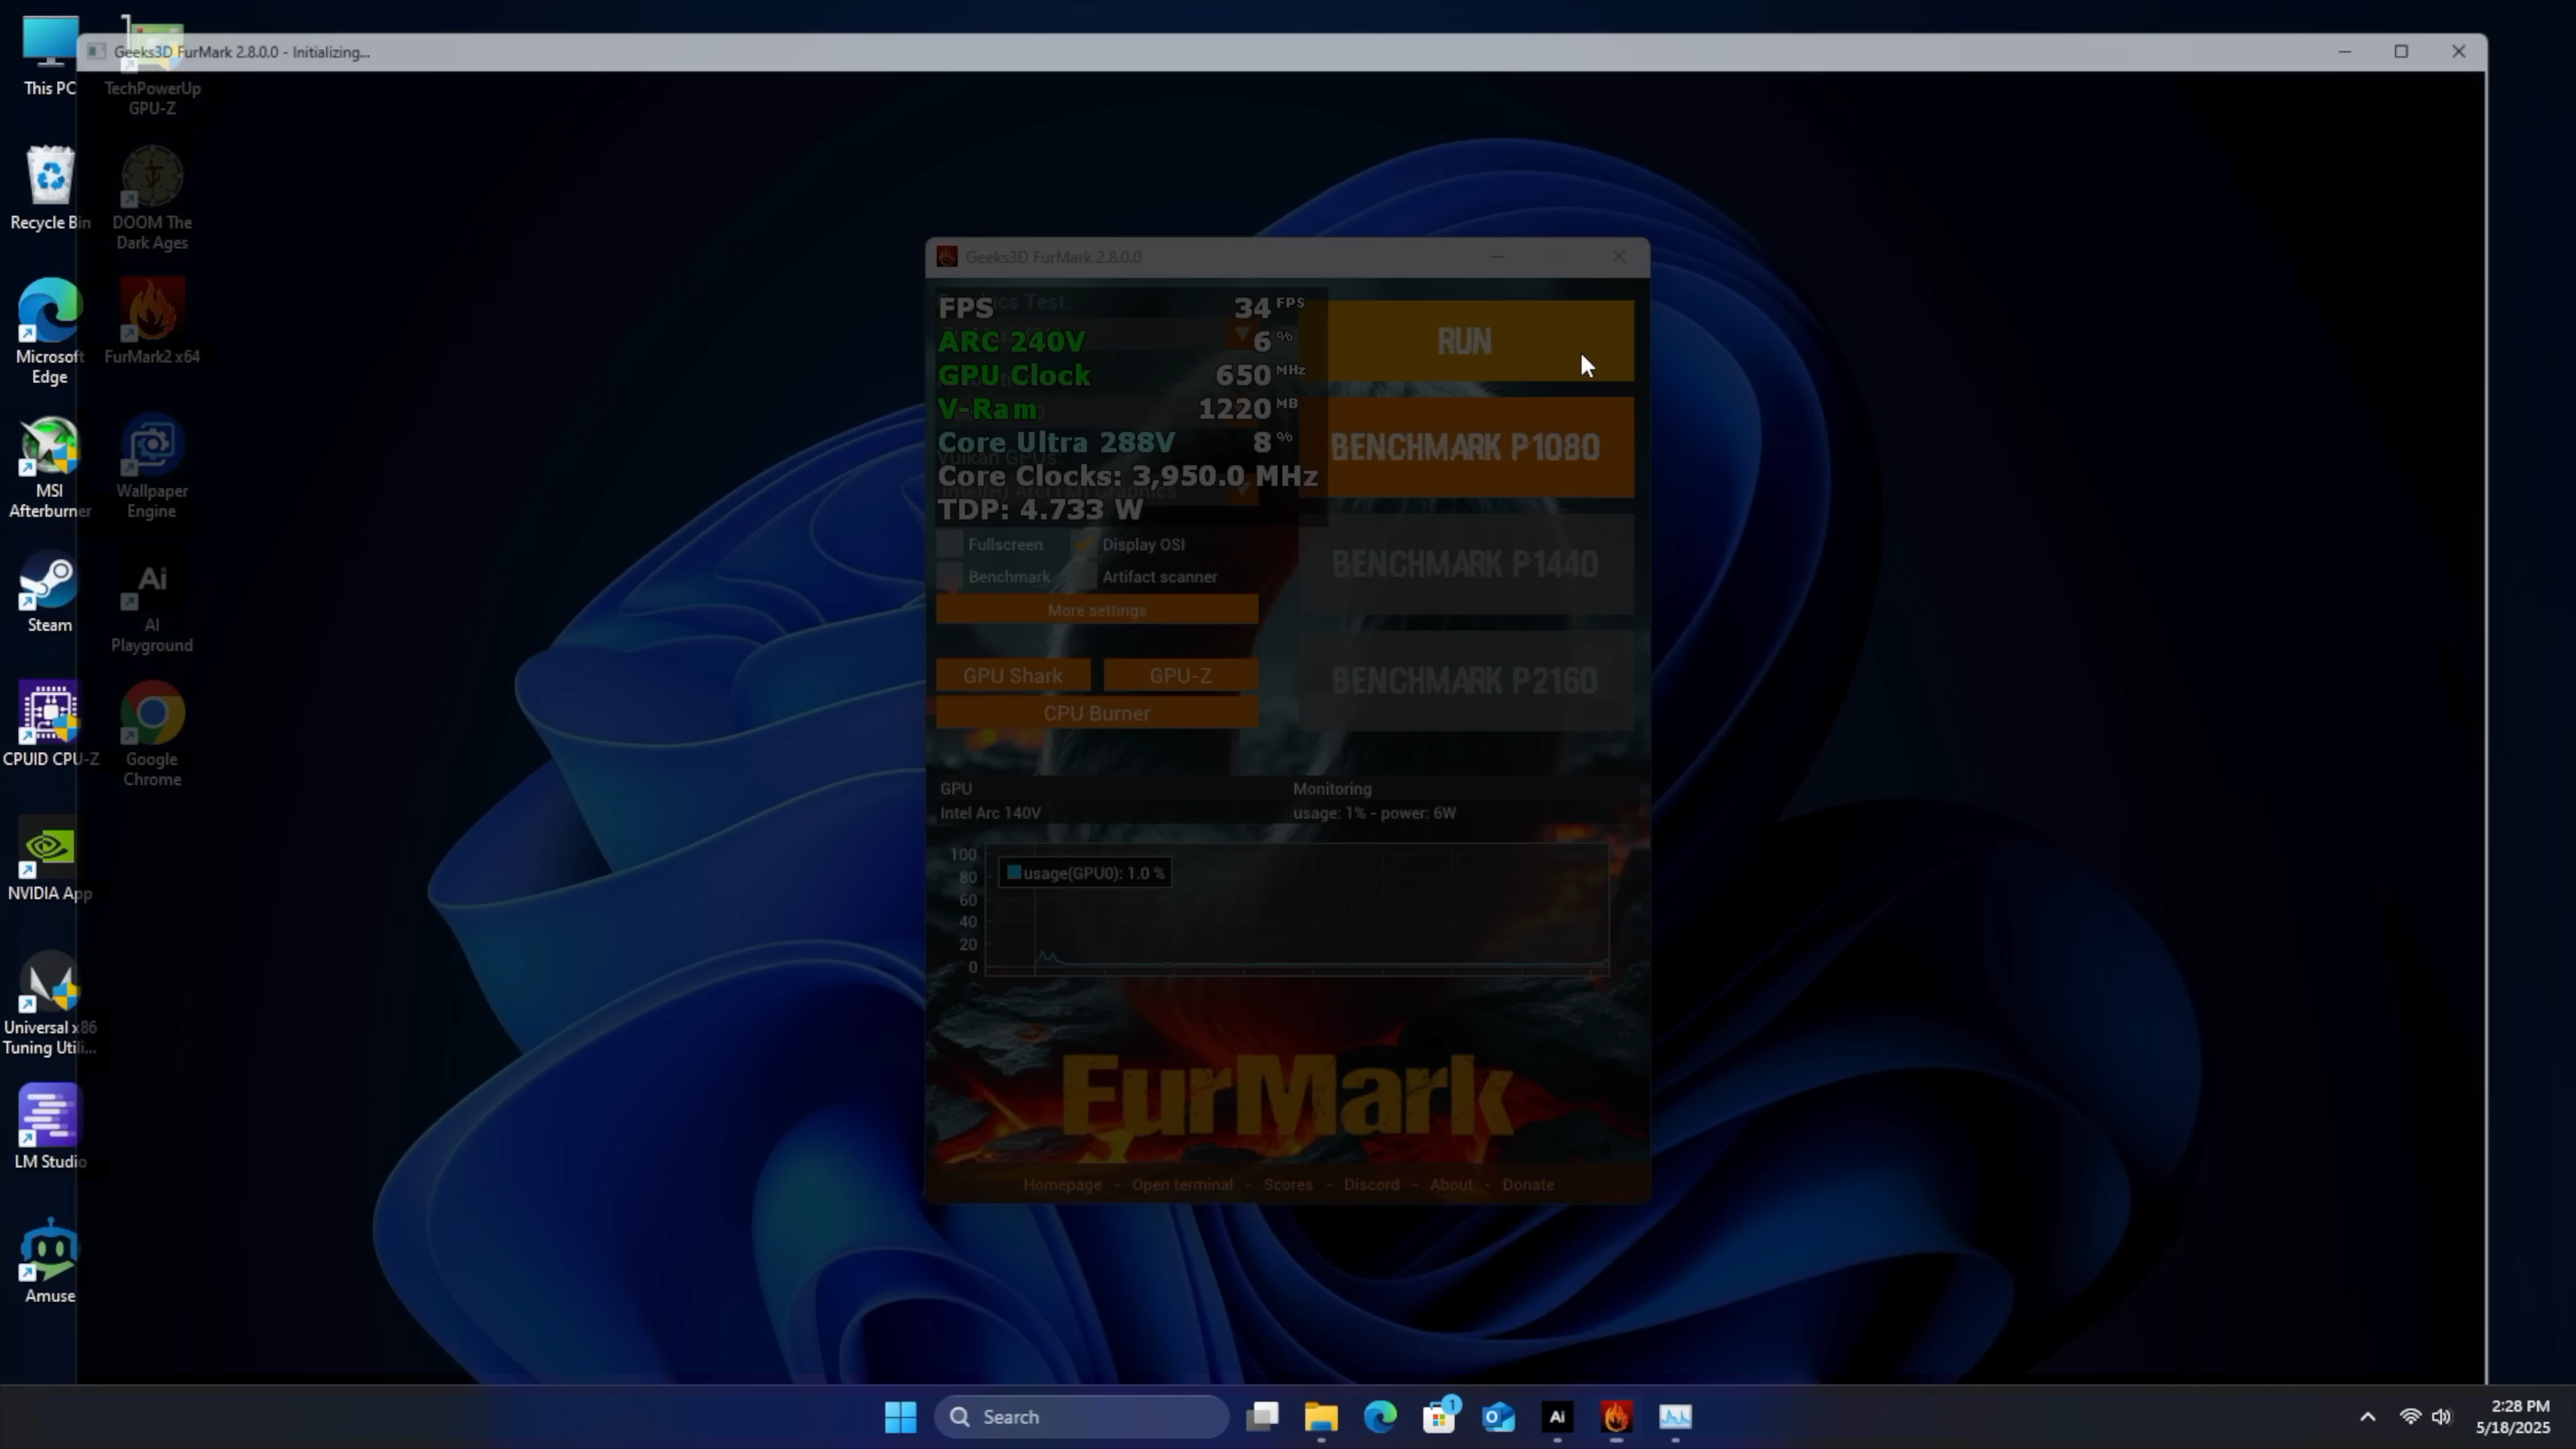 This PC
TechPowerUp
GPU-Z
Recycle Bin
DOOM The
Dark Ages
Microsoft
Edge
FurMark2 x64
MSI
Afterburner
Wallpaper
Engine
Steam
Ai
AI
Playground
CPUID CPU-Z
Google
Chrome
NVIDIA App
Universal x86
Tuning Utili...
LM Studio
Amuse
Geeks3D FurMark 2.8.0.0 - Initializing...
Geeks3D FurMark 2.8.0.0
FPS 34 FPS
ARC 240V 6 %
GPU Clock 650 MHz
V-Ram 1220 MB
Core Ultra 288V 8 %
Core Clocks: 3,950.0 MHz
TDP: 4.733 W
RUN
BENCHMARK P1080
BENCHMARK P1440
BENCHMARK P2160
Fullscreen Display OSI
Benchmark Artifact scanner
More settings
GPU Shark GPU-Z
CPU Burner
GPU Monitoring
Intel Arc 140V usage: 1% - power: 6W
100
80
60
40
20
0
usage(GPU0): 1.0 %
FurMark
Homepage - Open terminal - Scores - Discord - About - Donate
Search
1
Ai
2:28 PM
5/18/2025